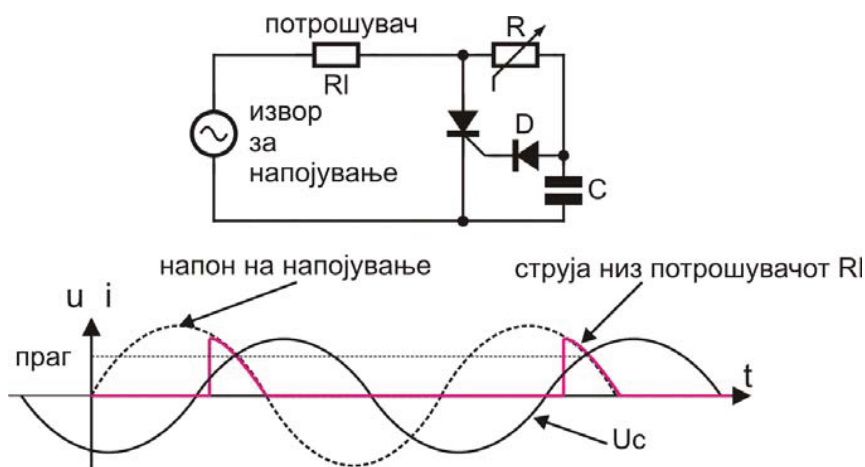 потрошувач
Rl
R
извор
за
напојување
D
C
напон на напојување
струја низ потрошувачот Rl
u i
праг
t
Uc